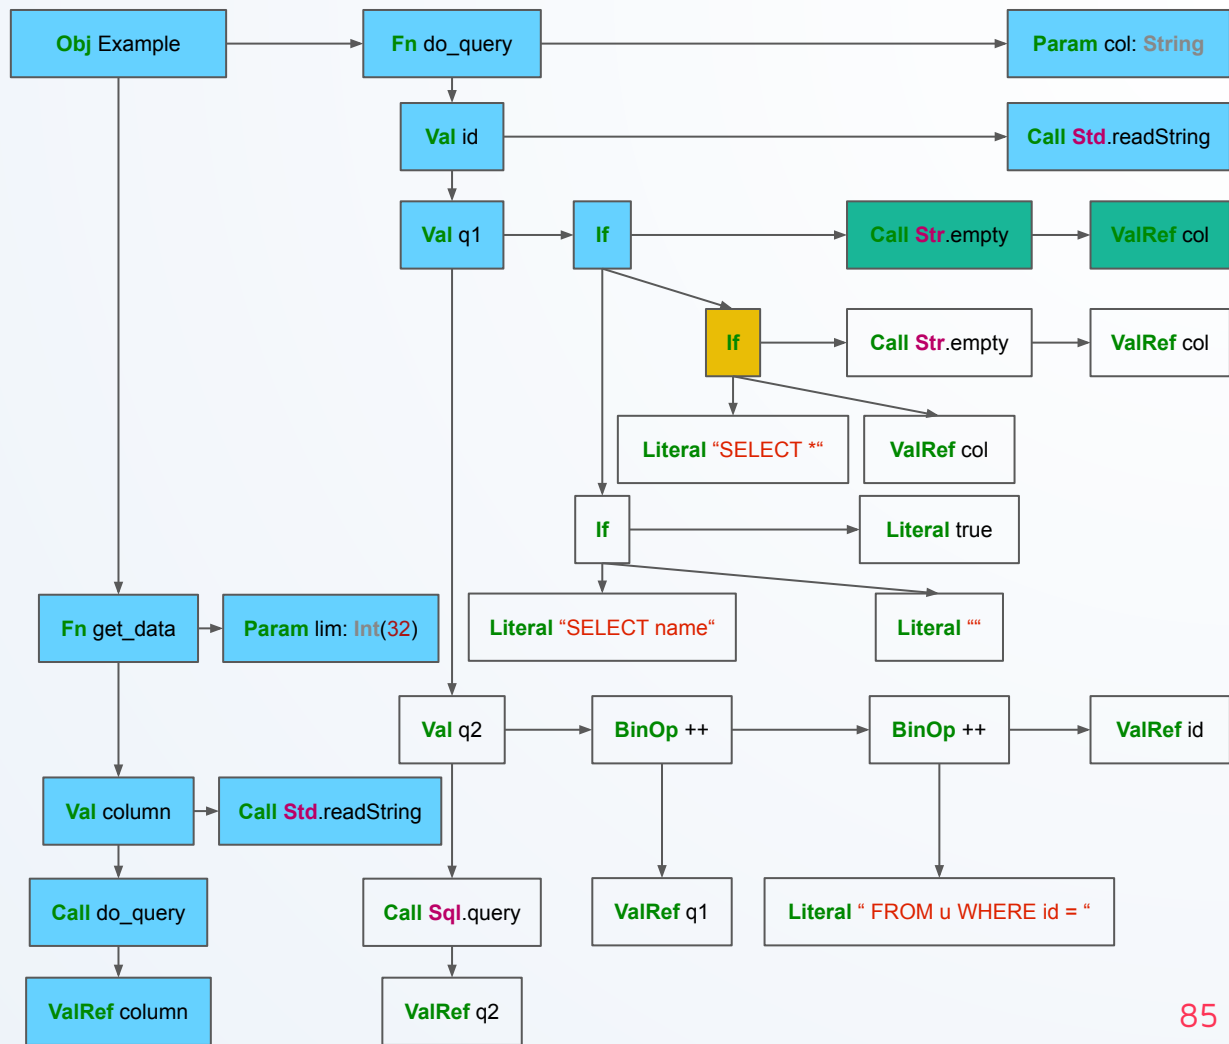 Obj Example
Fn do_query
Param col: String
Val id
Call Std.readString
Val q1
If
Call Str.empty
ValRef col
If
Call Str.empty
ValRef col
Literal “SELECT *“
ValRef col
If
Literal true
Fn get_data
Param lim: Int(32)
Literal “SELECT name“
Literal ““
Val q2
BinOp ++
BinOp ++
ValRef id
Val column
Call Std.readString
Call do_query
Call Sql.query
ValRef q1
Literal “ FROM u WHERE id = “
ValRef column
ValRef q2
85